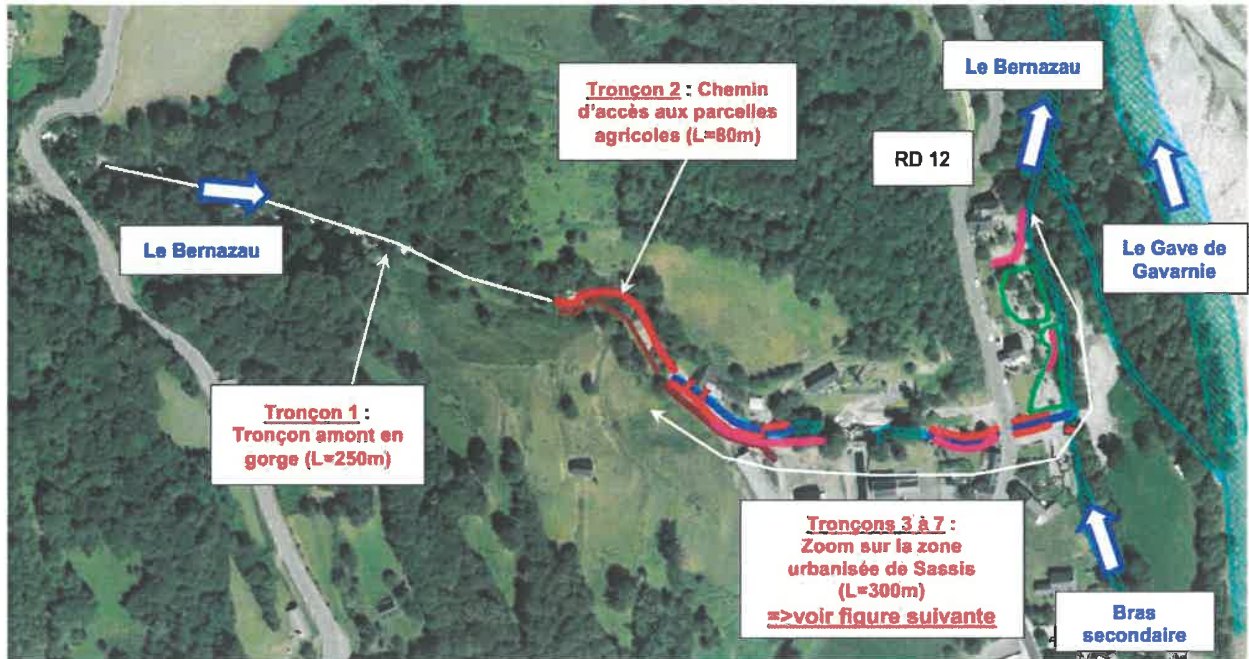 Le Bernazau
Tronçon 2 : Chemin
d'accès aux parcelles
agricoles (L=80m)
RD 12
Le Bernazau
Le Gave de
Gavarnie
Tronçon 1 :
Tronçon amont en
gorge (L=250m)
Tronçons 3 à 7 :
Zoom sur la zone
urbanisée de Sassis
(L=300m)
=>voir figure suivante
Bras
secondaire